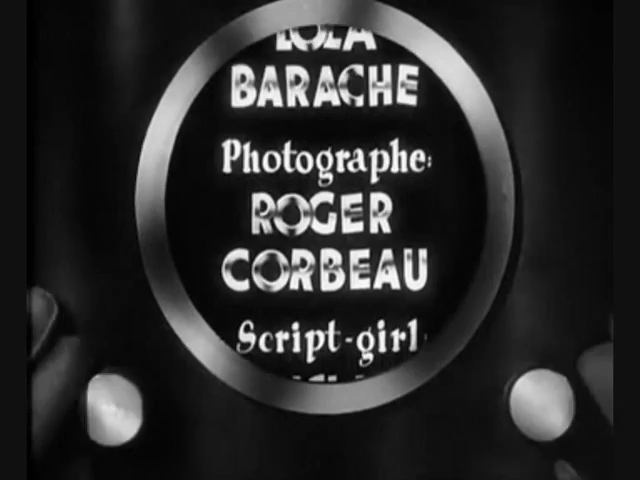 LOLA
BARACHE
Photographe:
ROGER
CORBEAU
Script-girl